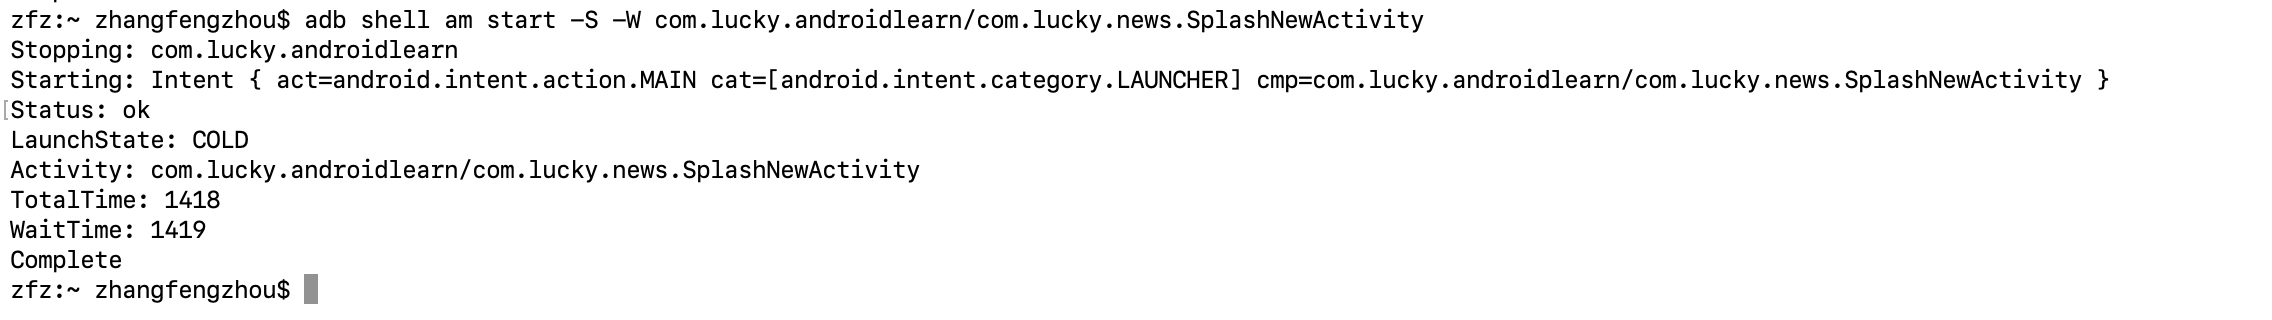 zfz:~ zhangfengzhou$ adb shell am start -S -W com.lucky.androidlearn/com.lucky.news.SplashNewActivity
Stopping: com.lucky.androidlearn
Starting: Intent { act=android.intent.action.MAIN cat=[android.intent.category.LAUNCHER] cmp=com.lucky.androidlearn/com.lucky.news.SplashNewActivity }
[Status: ok
LaunchState: COLD
Activity: com.lucky.androidlearn/com.lucky.news.SplashNewActivity
TotalTime: 1418
WaitTime: 1419
Complete
zfz:~ zhangfengzhou$